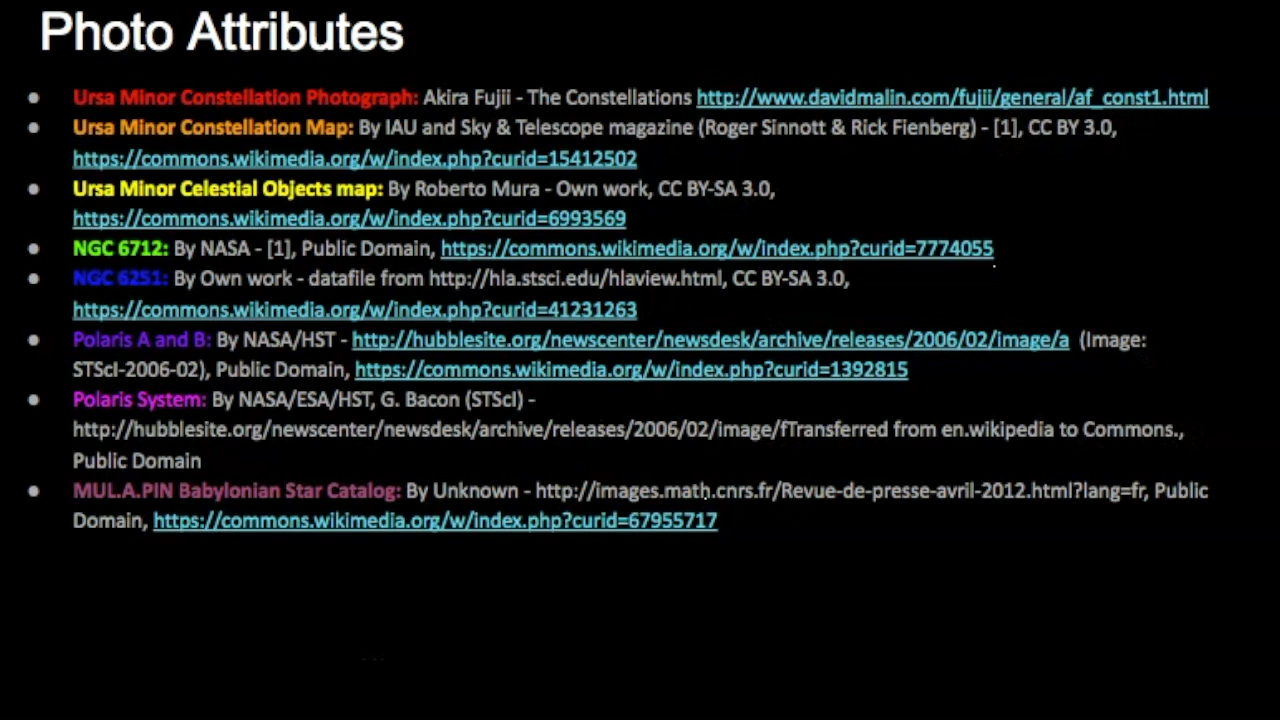 Photo Attributes
● Ursa Minor Constellation Photograph: Akira Fujii - The Constellations http://www.davidmalin.com/fujii/general/af_const1.html
● Ursa Minor Constellation Map: By IAU and Sky & Telescope magazine (Roger Sinnott & Rick Fienberg) - [1], CC BY 3.0,
https://commons.wikimedia.org/w/index.php?curid=15412502
● Ursa Minor Celestial Objects map: By Roberto Mura - Own work, CC BY-SA 3.0,
https://commons.wikimedia.org/w/index.php?curid=6993569
● NGC 6712: By NASA - [1], Public Domain, https://commons.wikimedia.org/w/index.php?curid=7774055
● NGC 6251: By Own work - datafile from http://hla.stsci.edu/hlaview.html, CC BY-SA 3.0,
https://commons.wikimedia.org/w/index.php?curid=41231263
● Polaris A and B: By NASA/HST - http://hubblesite.org/newscenter/newsdesk/archive/releases/2006/02/image/a (Image:
STScI-2006-02), Public Domain, https://commons.wikimedia.org/w/index.php?curid=1392815
● Polaris System: By NASA/ESA/HST, G. Bacon (STScI) -
http://hubblesite.org/newscenter/newsdesk/archive/releases/2006/02/image/fTransferred from en.wikipedia to Commons.,
Public Domain
● MUL.A.PIN Babylonian Star Catalog: By Unknown - http://images.math.cnrs.fr/Revue-de-presse-avril-2012.html?lang=fr, Public
Domain, https://commons.wikimedia.org/w/index.php?curid=67955717